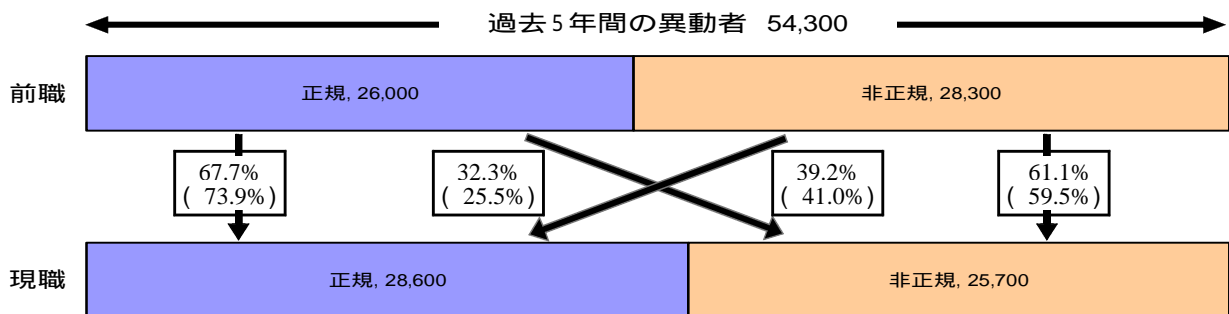 過去5年間の異動者 54,300
前職
正規, 26,000
非正規, 28,300
67.7%
( 73.9%)
32.3%
( 25.5%)
39.2%
( 41.0%)
61.1%
( 59.5%)
現職
正規, 28,600
非正規, 25,700